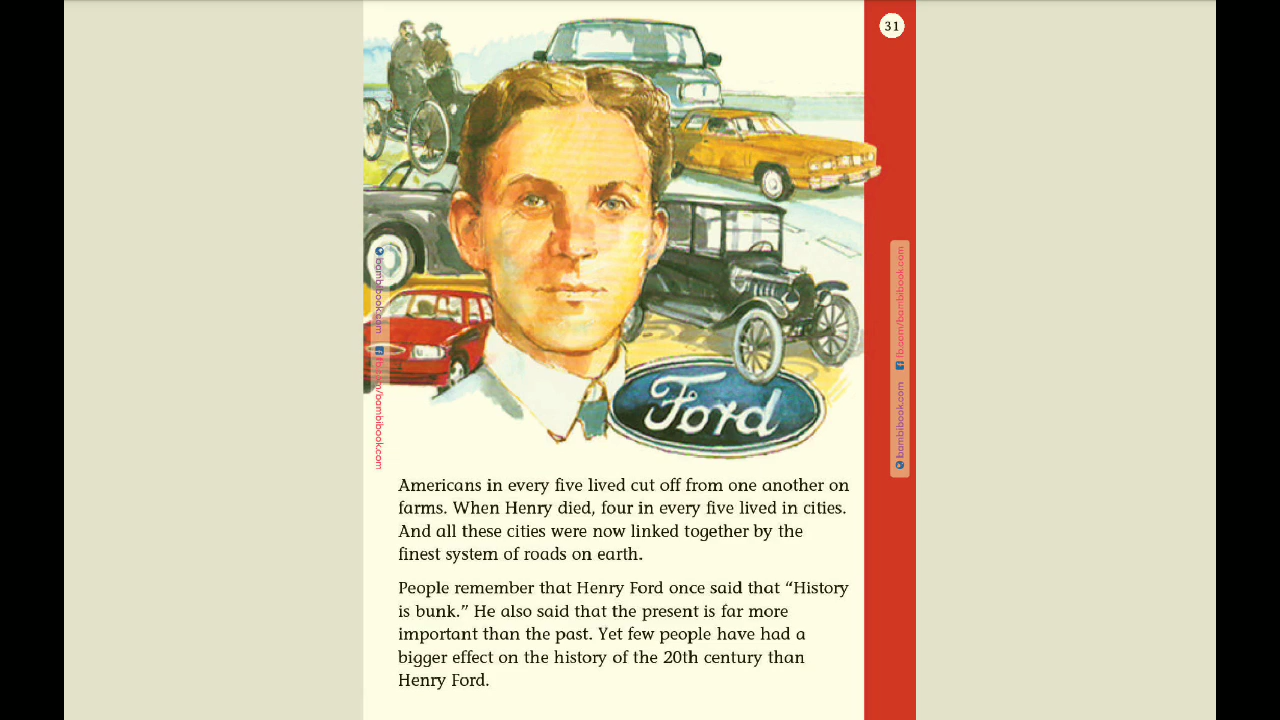 31
Ford
Americans in every five lived cut off from one another on
farms. When Henry died, four in every five lived in cities.
And all these cities were now linked together by the
finest system of roads on earth.
People remember that Henry Ford once said that “History
is bunk.” He also said that the present is far more
important than the past. Yet few people have had a
bigger effect on the history of the 20th century than
Henry Ford.
bambibook.com fb.com/bambibook.com
bambibook.com fb.com/bambibook.com